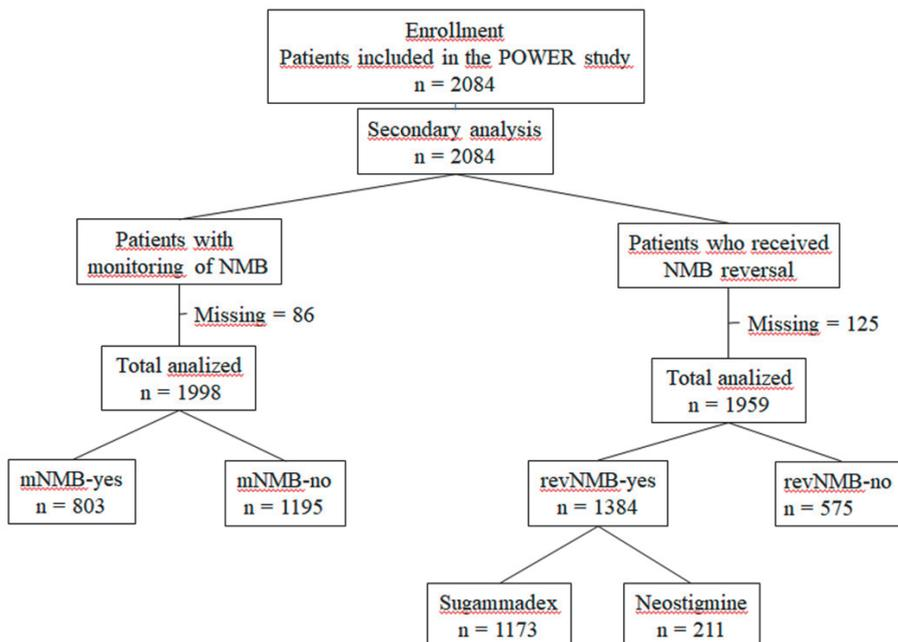 Enrollment
Patients included in the POWER study
n = 2084
Secondary analysis
n = 2084
Patients with
monitoring of NMB
Patients who received
NMB reversal
Missing = 86
Missing = 125
Total analized
n = 1998
Total analized
n = 1959
mNMB-yes
n = 803
mNMB-no
n = 1195
revNMB-yes
n = 1384
revNMB-no
n = 575
Sugammadex
n = 1173
Neostigmine
n = 211